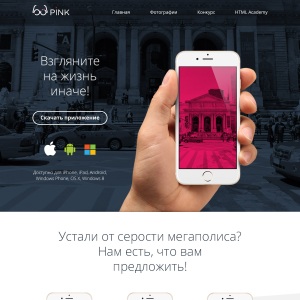 PINK
Главная
Фотографии
Конкурс
HTML Academy
Взгляните
на жизнь
иначе!
Скачать приложение
Доступно для iPhone, iPad, Android,
Windows Phone, OS X, Windows 8
Устали от серости мегаполиса?
Нам есть, что вам
предложить!